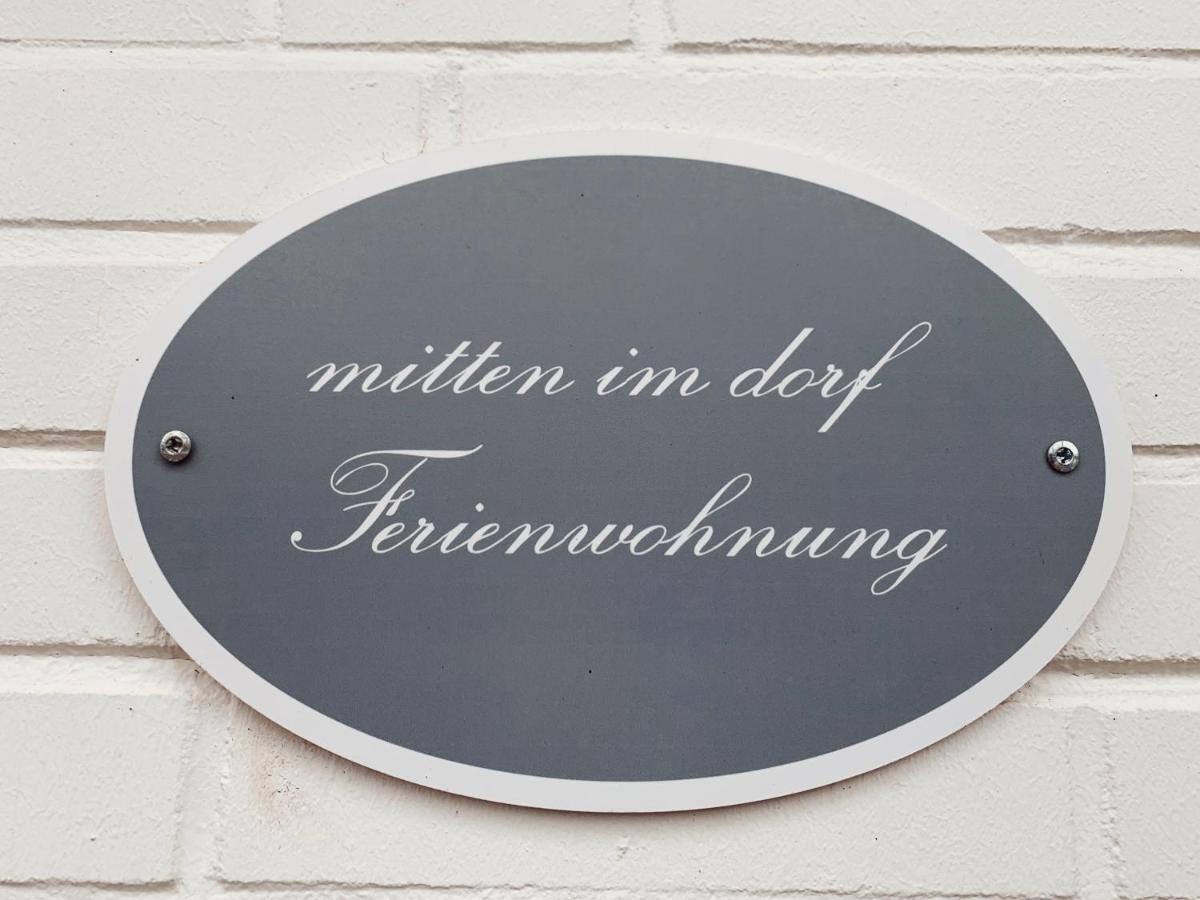 mitten im dorf
Ferienwohnung